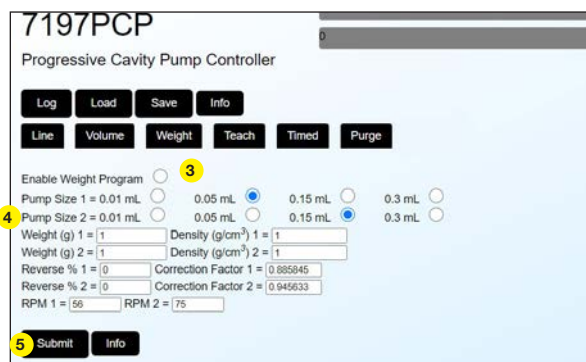 7197PCP
0
Progressive Cavity Pump Controller
Log Load Save Info
Line Volume Weight Teach Timed Purge
Enable Weight Program 3
Pump Size 1 = 0.01 mL 0.05 mL 0.15 mL 0.3 mL
4 Pump Size 2 = 0.01 mL 0.05 mL 0.15 mL 0.3 mL
Weight (g) 1 = 1 Density (g/cm³) 1 = 1
Weight (g) 2 = 1 Density (g/cm³) 2 = 1
Reverse % 1 = 0 Correction Factor 1 = 0.885845
Reverse % 2 = 0 Correction Factor 2 = 0.945633
RPM 1 = 56 RPM 2 = 75
5 Submit Info